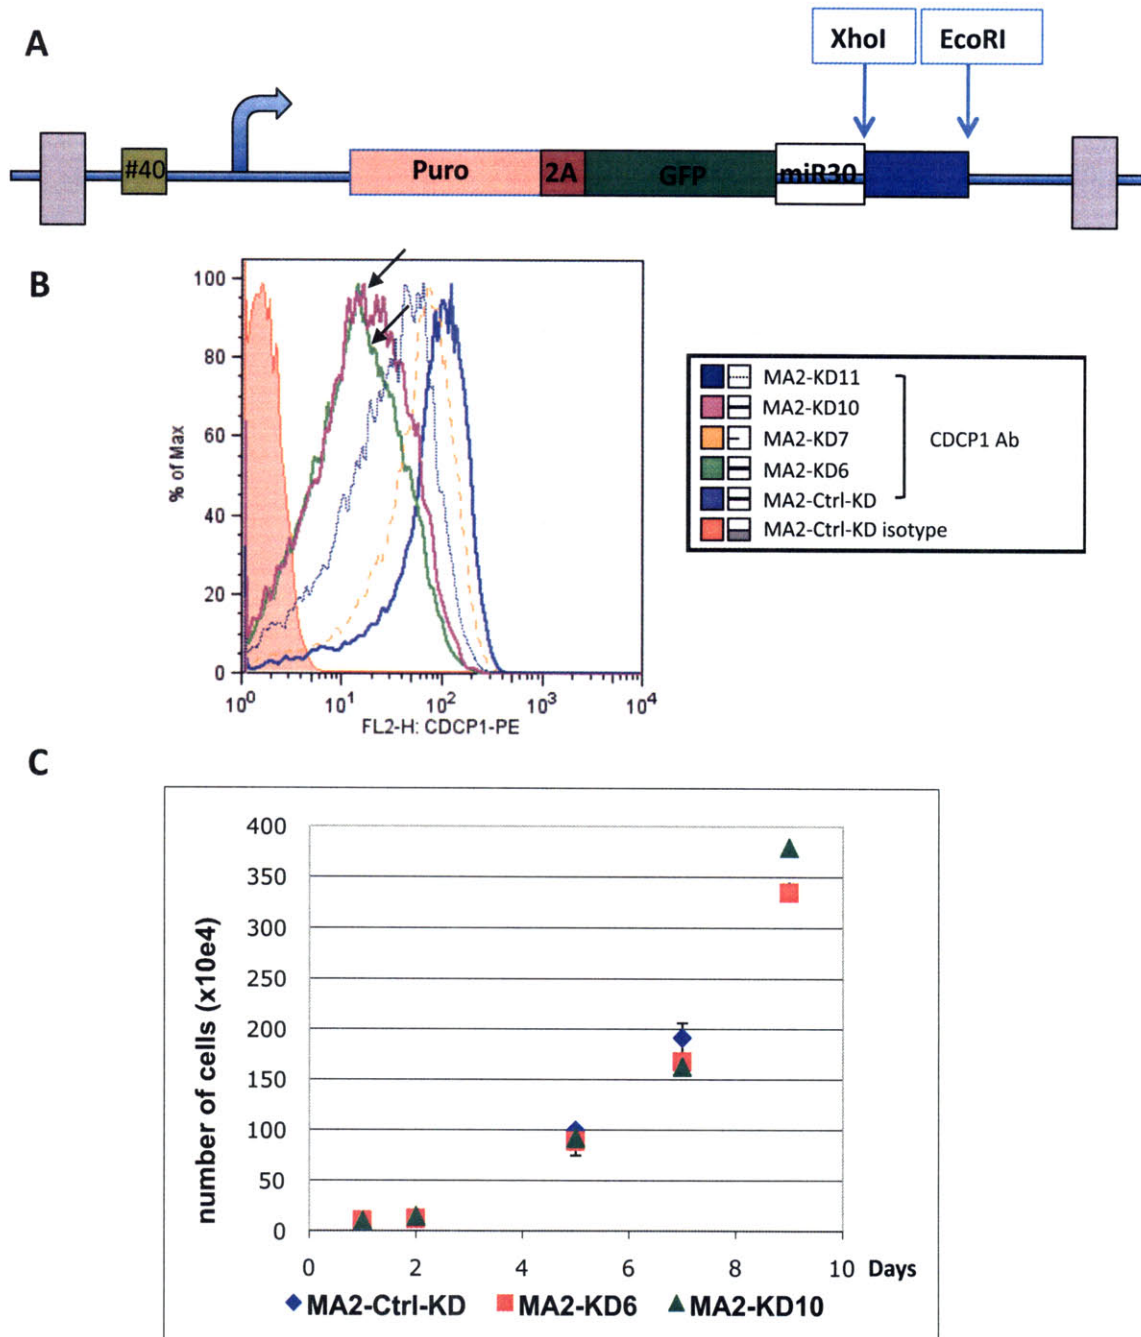 A
XhoI EcoRI
#40 Puro 2A GFP miR30
B
100
80
60
40
20
0
% of Max
10^0 10^1 10^2 10^3 10^4
FL2-H: CDCP1-PE
MA2-KD11
MA2-KD10
MA2-KD7
MA2-KD6
MA2-Ctrl-KD
MA2-Ctrl-KD isotype
CDCP1 Ab
C
400
350
300
250
200
150
100
50
0
number of cells (x10e4)
0 2 4 6 8 10 Days
MA2-Ctrl-KD MA2-KD6 MA2-KD10